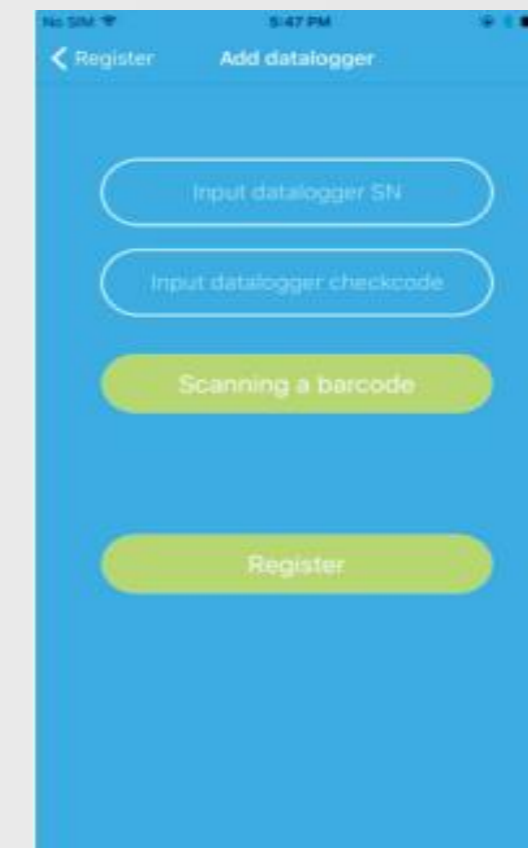 No SIM 5:47 PM
Register Add datalogger
Input datalogger SN
Input datalogger checkcode
Scanning a barcode
Register